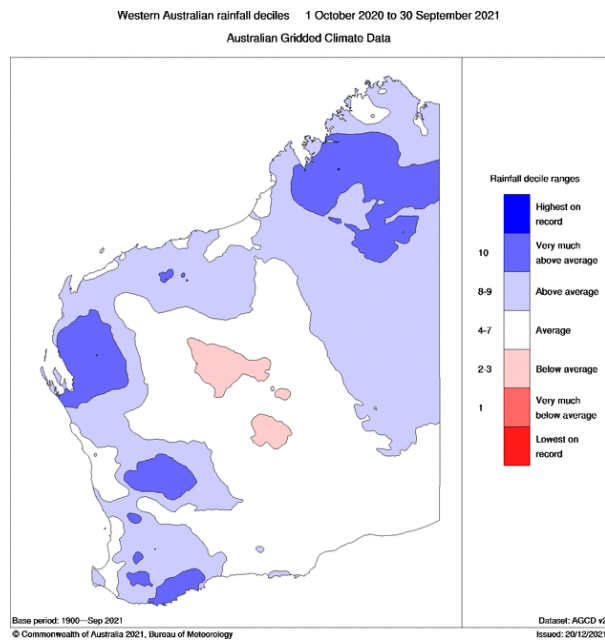 Western Australian rainfall deciles 1 October 2020 to 30 September 2021
Australian Gridded Climate Data
Rainfall decile ranges
Highest on
record
10 Very much
above average
8-9 Above average
4-7 Average
2-3 Below average
1 Very much
below average
Lowest on
record
Base period: 1900—Sep 2021
Dataset: AGCD v2
© Commonwealth of Australia 2021, Bureau of Meteorology
Issued: 20/12/2021